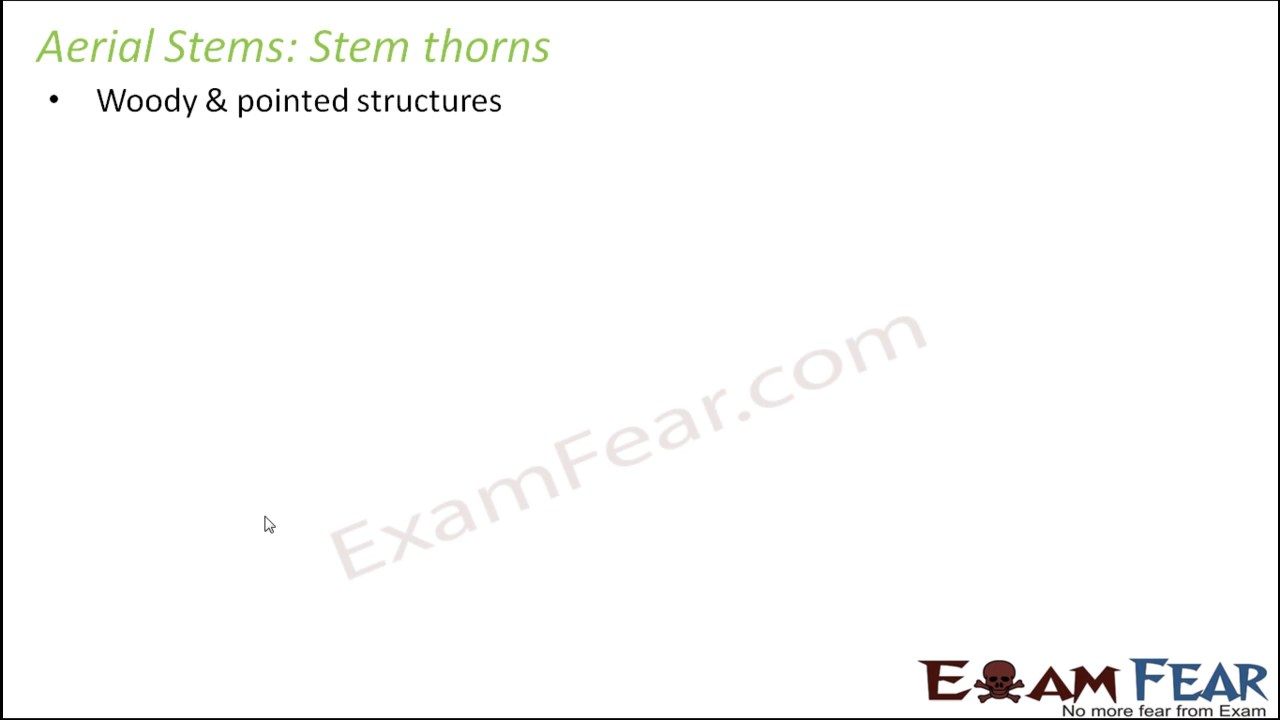 Aerial Stems: Stem thorns
• Woody & pointed structures
ExamFear.com
EXAM FEAR
No more fear from Exam